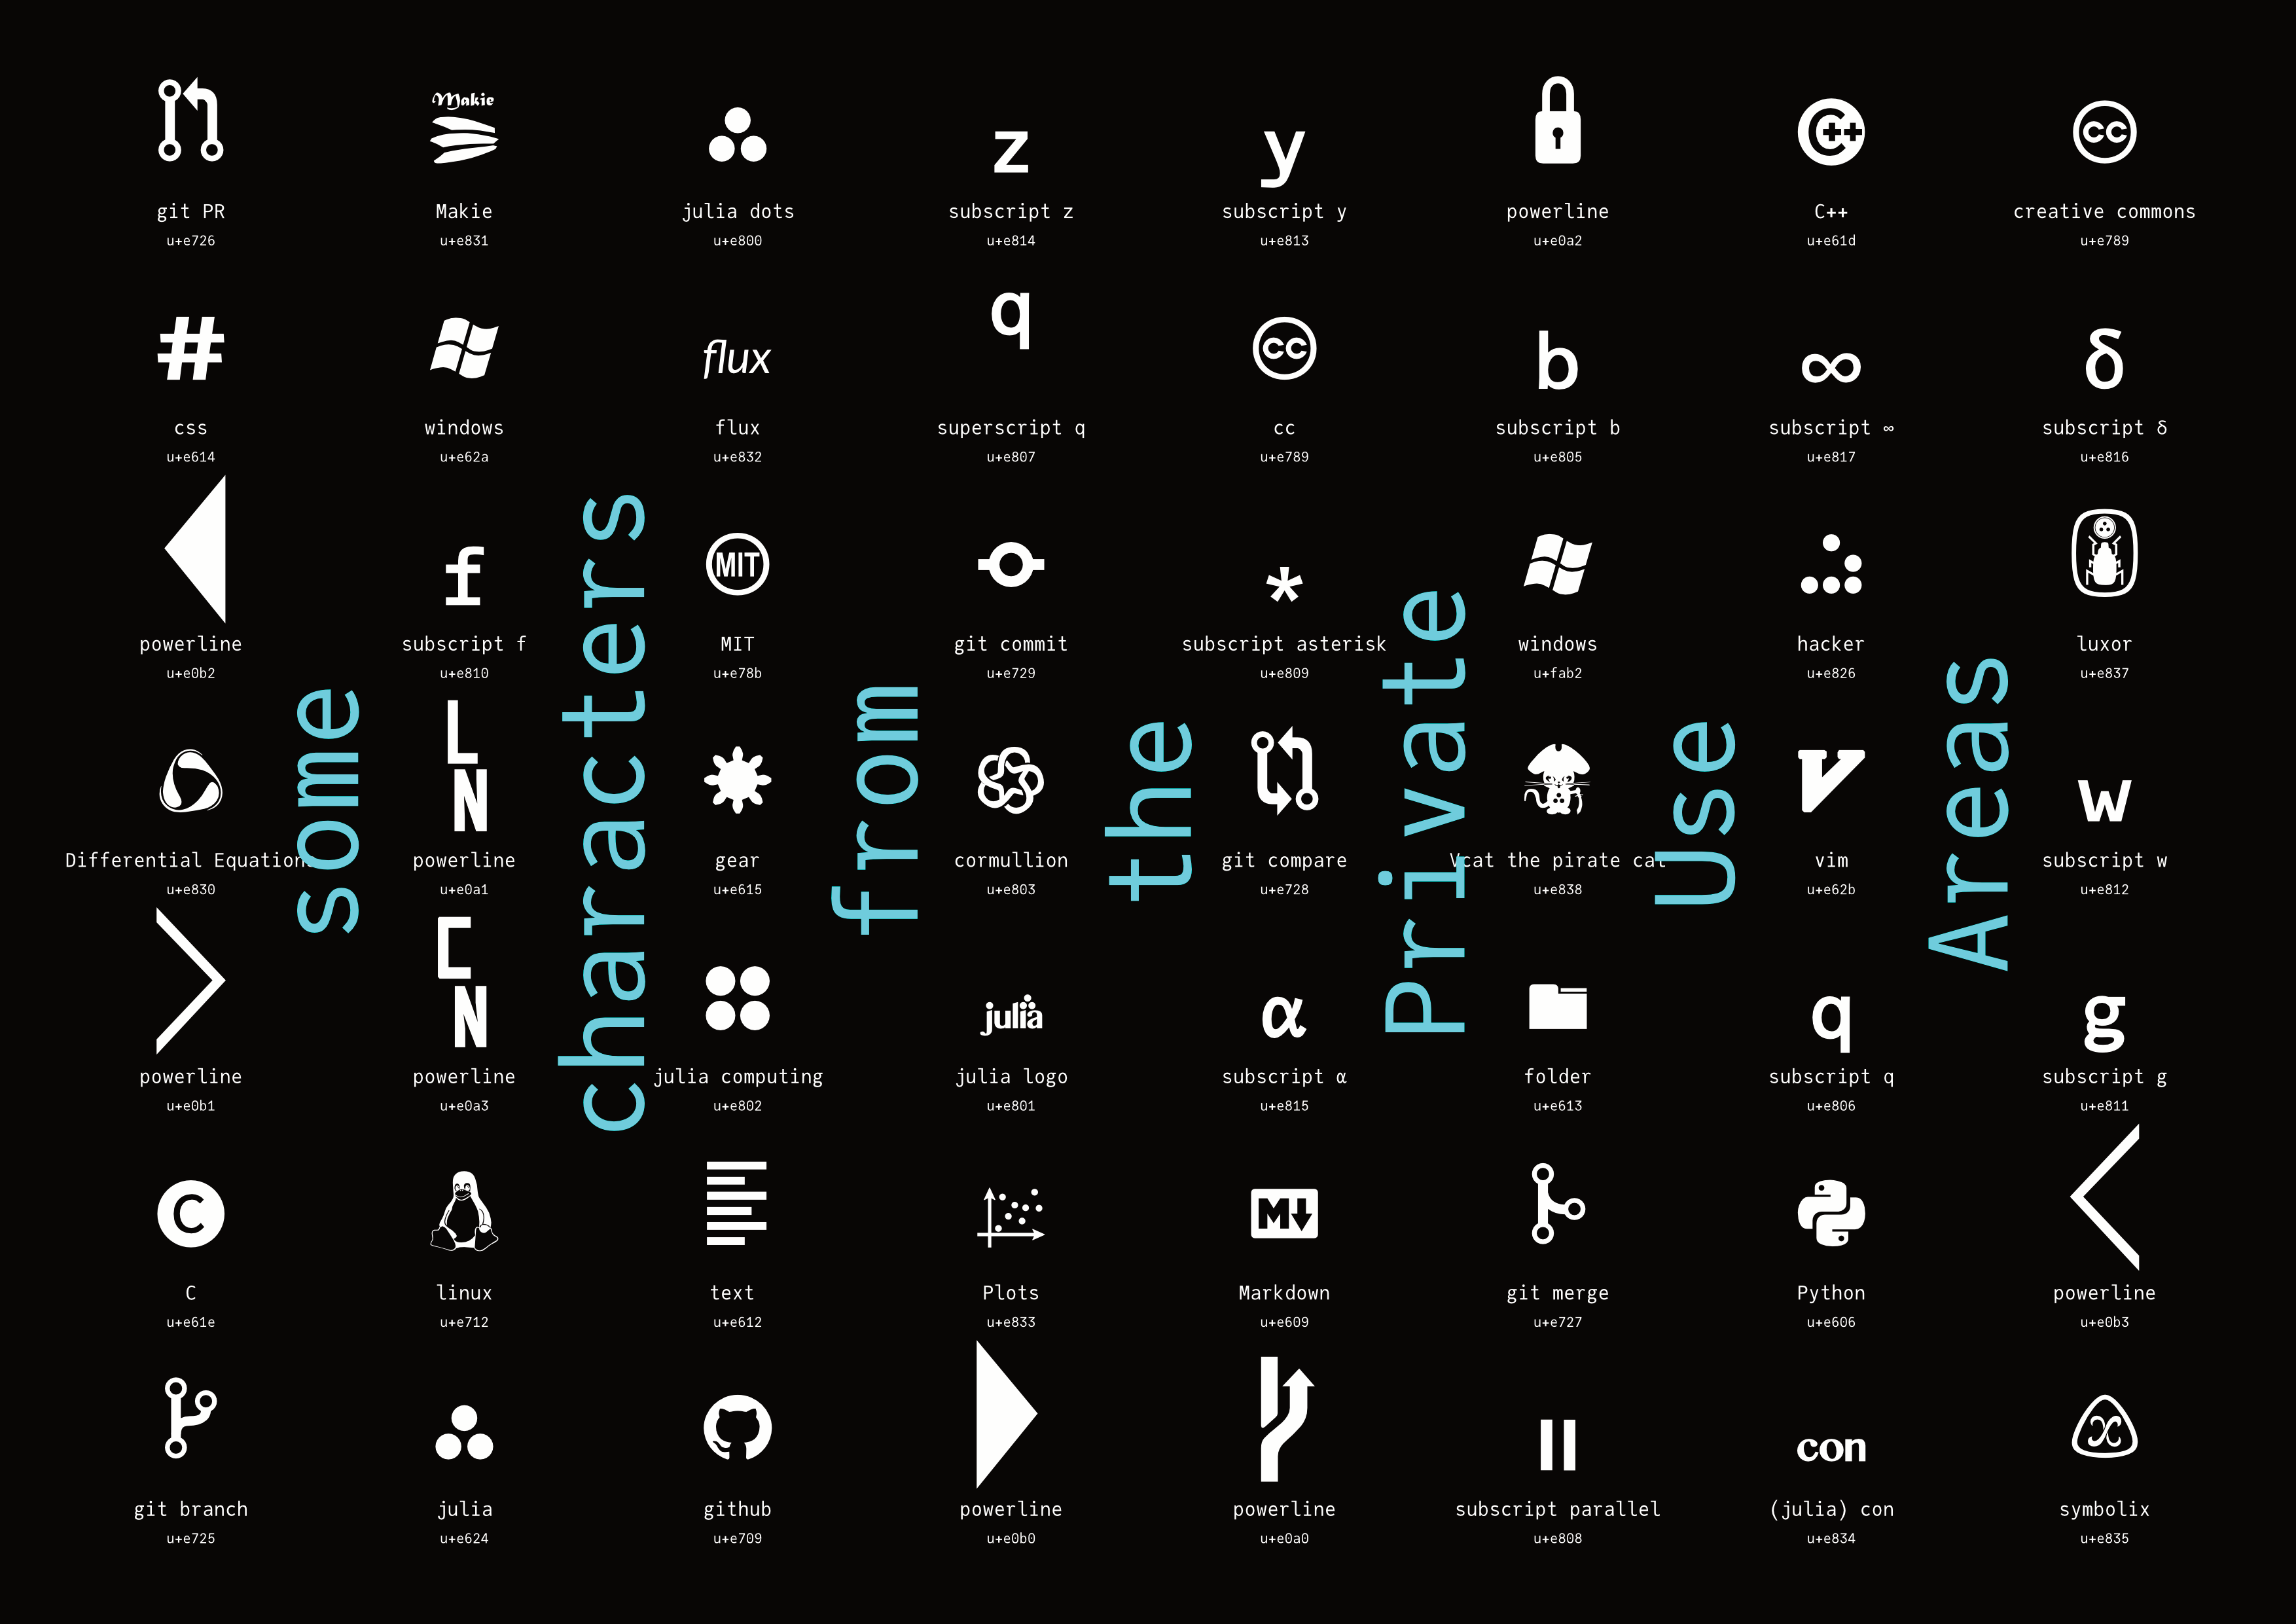 Makie z y C++ cc
git PR Makie julia dots subscript z subscript y powerline C++ creative commons
u+e726 u+e831 u+e800 u+e814 u+e813 u+e0a2 u+e61d u+e789
# flux q cc b ∞ δ
css windows flux superscript q cc subscript b subscript ∞ subscript δ
u+e614 u+e62a u+e832 u+e807 u+e789 u+e805 u+e817 u+e816
f MIT *
powerline subscript f MIT git commit subscript asterisk windows hacker luxor
u+e0b2 u+e810 u+e78b u+e729 u+e809 u+fab2 u+e826 u+e837
some characters from the Private Use Areas
LN V w
Differential Equations powerline gear cormullion git compare Vcat the pirate cat vim subscript w
u+e830 u+e0a1 u+e615 u+e803 u+e728 u+e838 u+e62b u+e812
CN julia α q g
powerline powerline julia computing julia logo subscript α folder subscript q subscript g
u+e0b1 u+e0a3 u+e802 u+e801 u+e815 u+e613 u+e806 u+e811
C M
C linux text Plots Markdown git merge Python powerline
u+e61e u+e712 u+e612 u+e833 u+e609 u+e727 u+e606 u+e0b3
con x
git branch julia github powerline powerline subscript parallel (julia) con symbolix
u+e725 u+e624 u+e709 u+e0b0 u+e0a0 u+e808 u+e834 u+e835